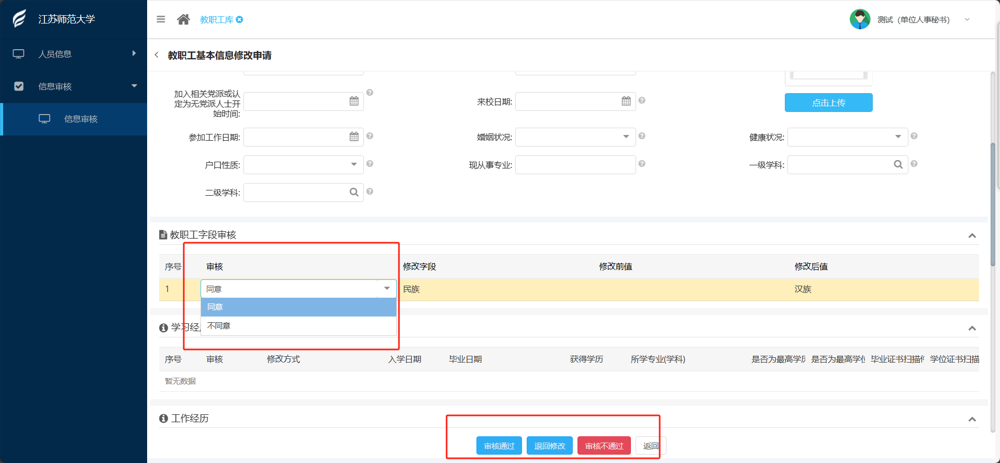 江苏师范大学
教职工库
测试（单位人事秘书）
人员信息
信息审核
信息审核
教职工基本信息修改申请
加入相关党派或认
定为无党派人士开
始时间:
来校日期:
点击上传
参加工作日期:
婚姻状况:
健康状况:
户口性质:
现从事专业:
一级学科:
二级学科:
教职工字段审核
序号 审核 修改字段 修改前值 修改后值
1 同意 民族 汉族
同意
不同意
学习经
序号 审核 修改方式 入学日期 毕业日期 获得学历 所学专业(学科) 是否为最高学历 是否为最高学位 毕业证书扫描件 学位证书扫描
暂无数据
工作经历
审核通过 退回修改 审核不通过 返回